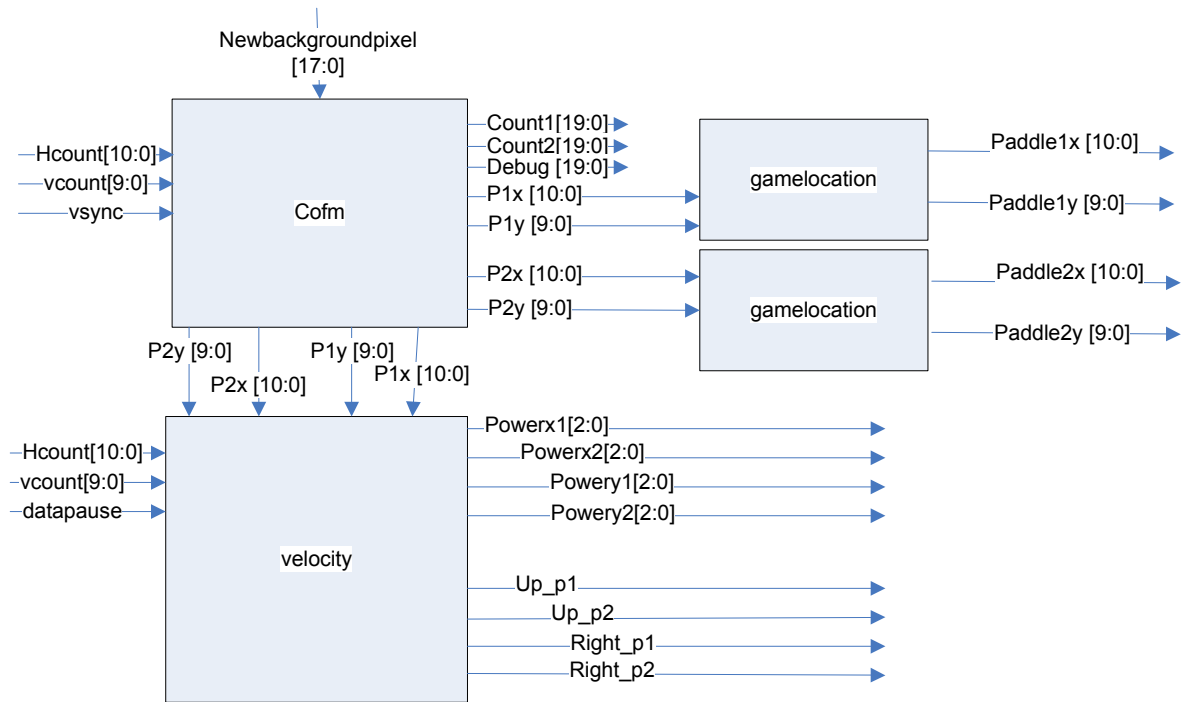 Newbackgroundpixel
[17:0]
Hcount[10:0]
vcount[9:0]
vsync
Cofm
Count1[19:0]
Count2[19:0]
Debug [19:0]
P1x [10:0]
P1y [9:0]
P2x [10:0]
P2y [9:0]
gamelocation
Paddle1x [10:0]
Paddle1y [9:0]
gamelocation
Paddle2x [10:0]
Paddle2y [9:0]
P2y [9:0]
P2x [10:0]
P1y [9:0]
P1x [10:0]
Hcount[10:0]
vcount[9:0]
datapause
velocity
Powerx1[2:0]
Powerx2[2:0]
Powery1[2:0]
Powery2[2:0]
Up_p1
Up_p2
Right_p1
Right_p2